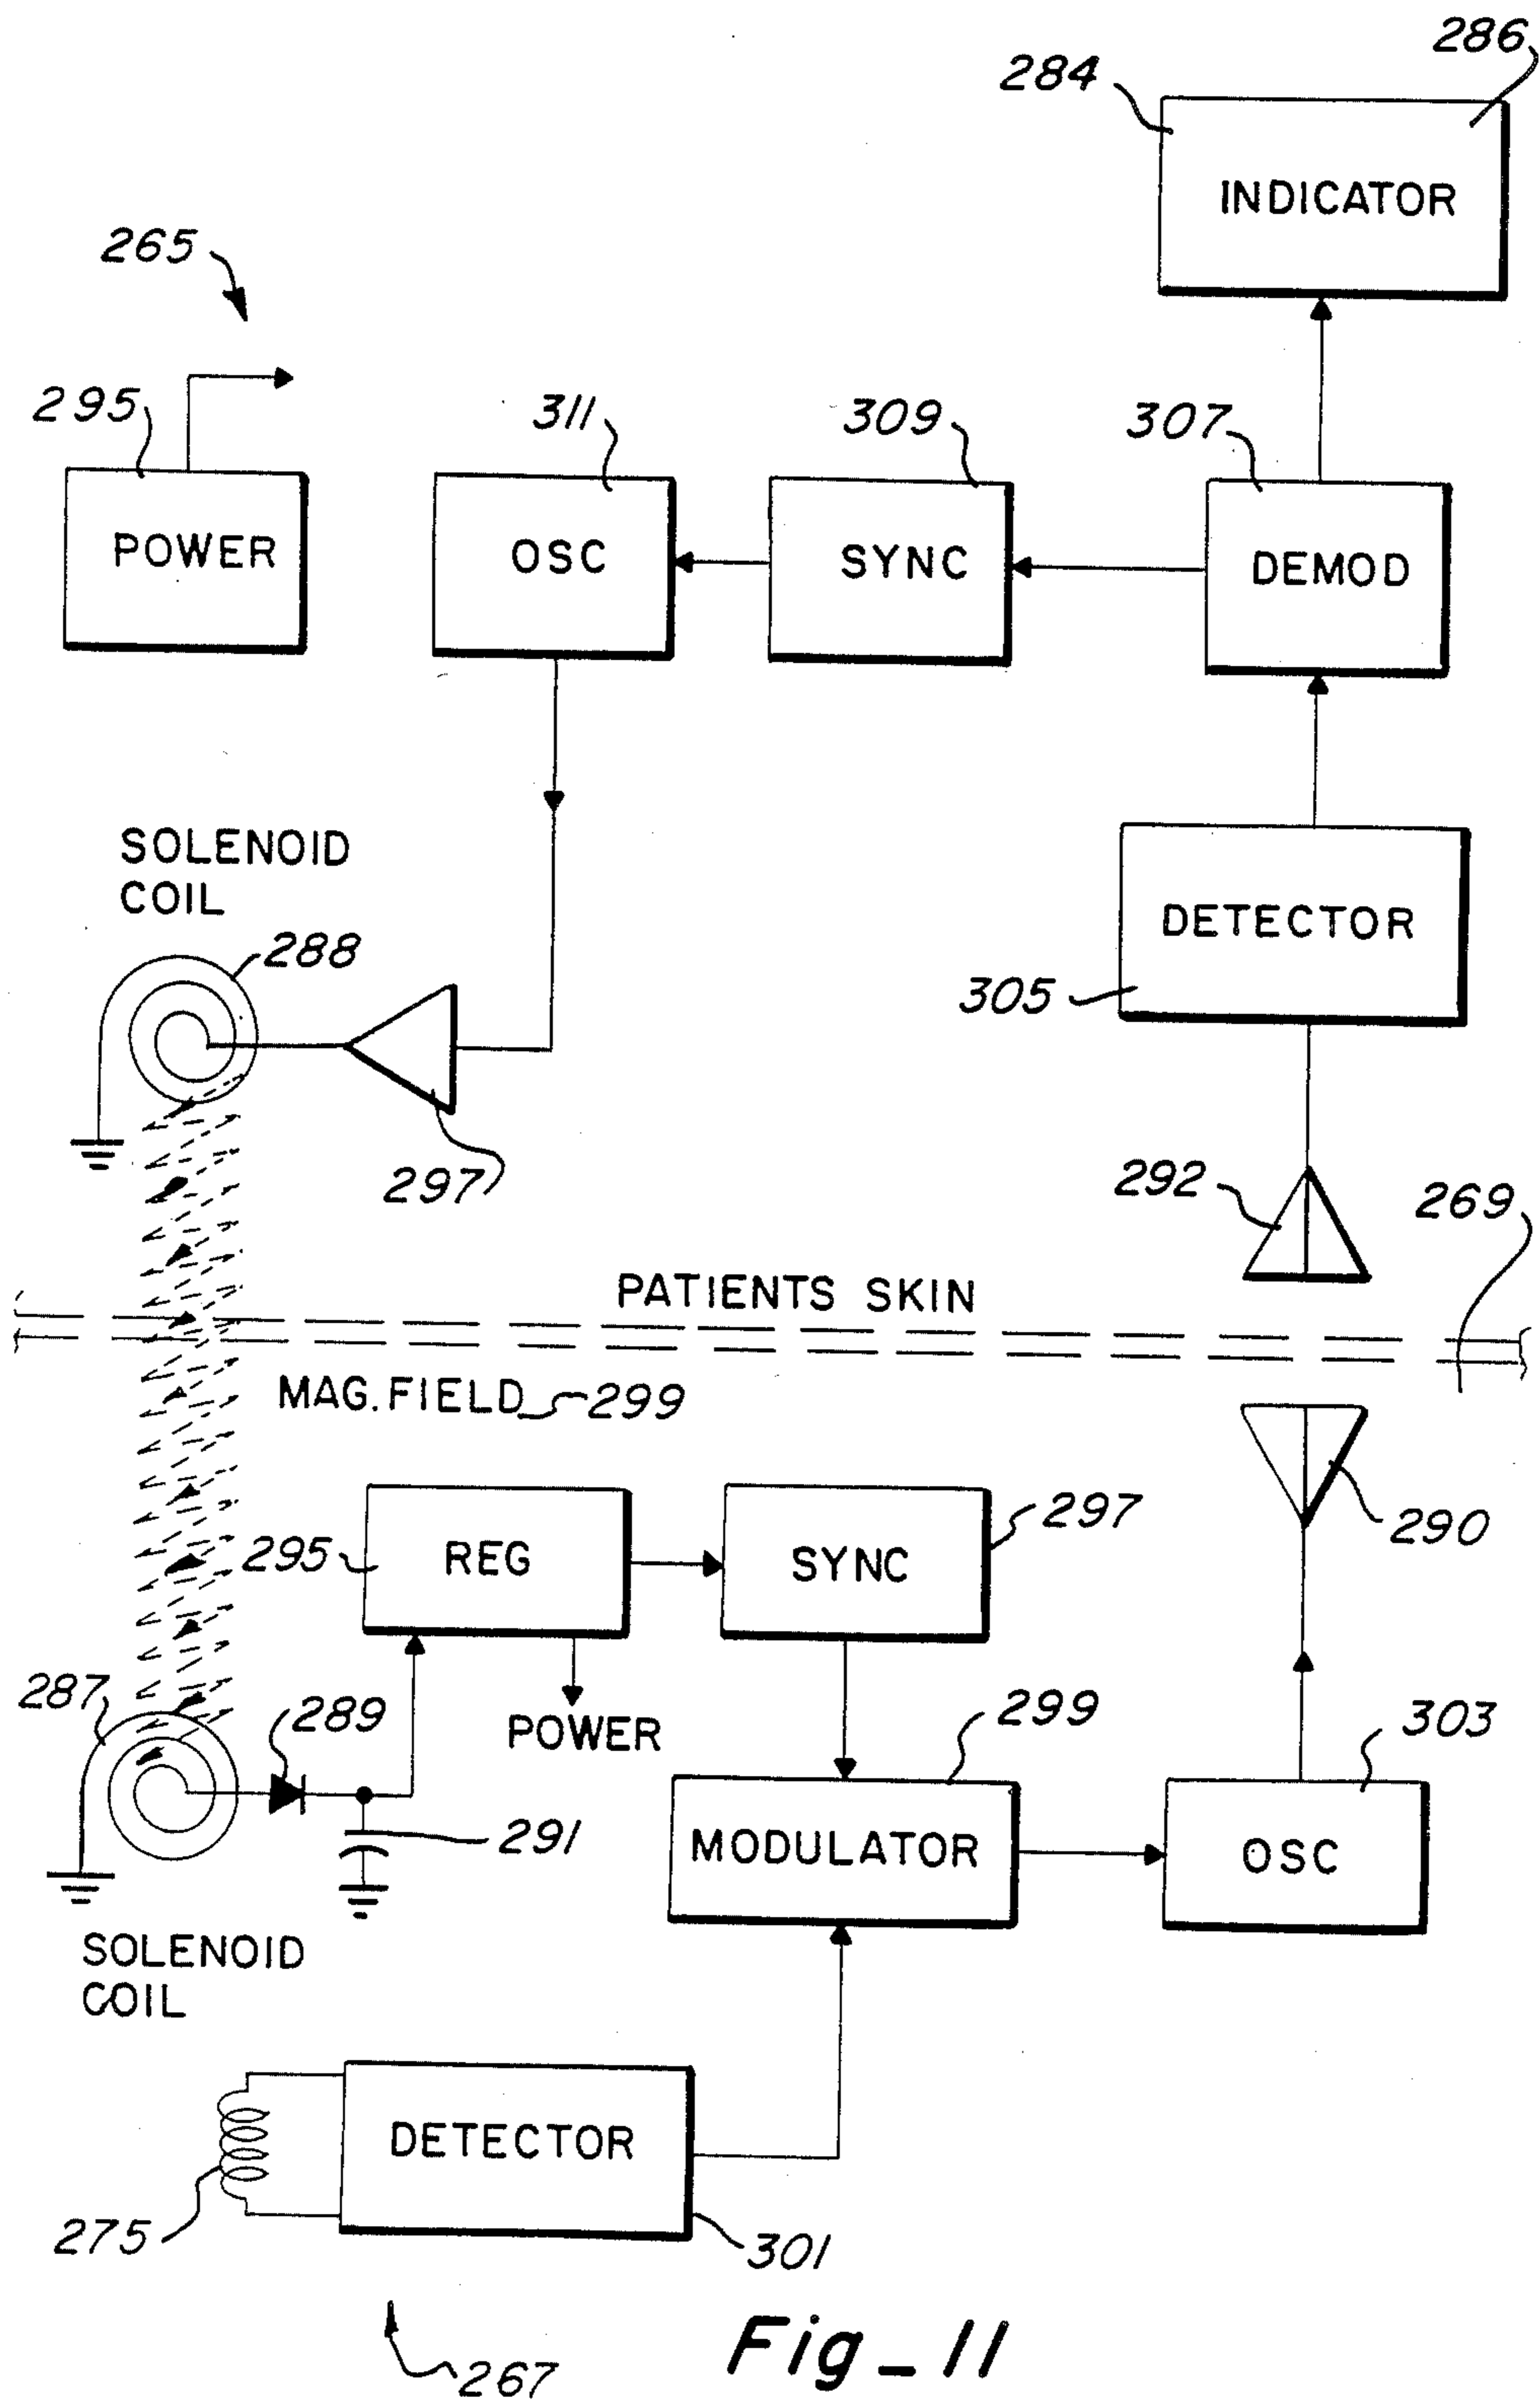 286
284
INDICATOR
265
295
311
309
307
POWER
OSC
SYNC
DEMOD
SOLENOID
COIL
DETECTOR
288
305
297
292
269
PATIENTS SKIN
MAG. FIELD 299
295
REG
SYNC
297
290
287
289
POWER
299
303
291
MODULATOR
OSC
SOLENOID
COIL
DETECTOR
275
301
267
Fig_11